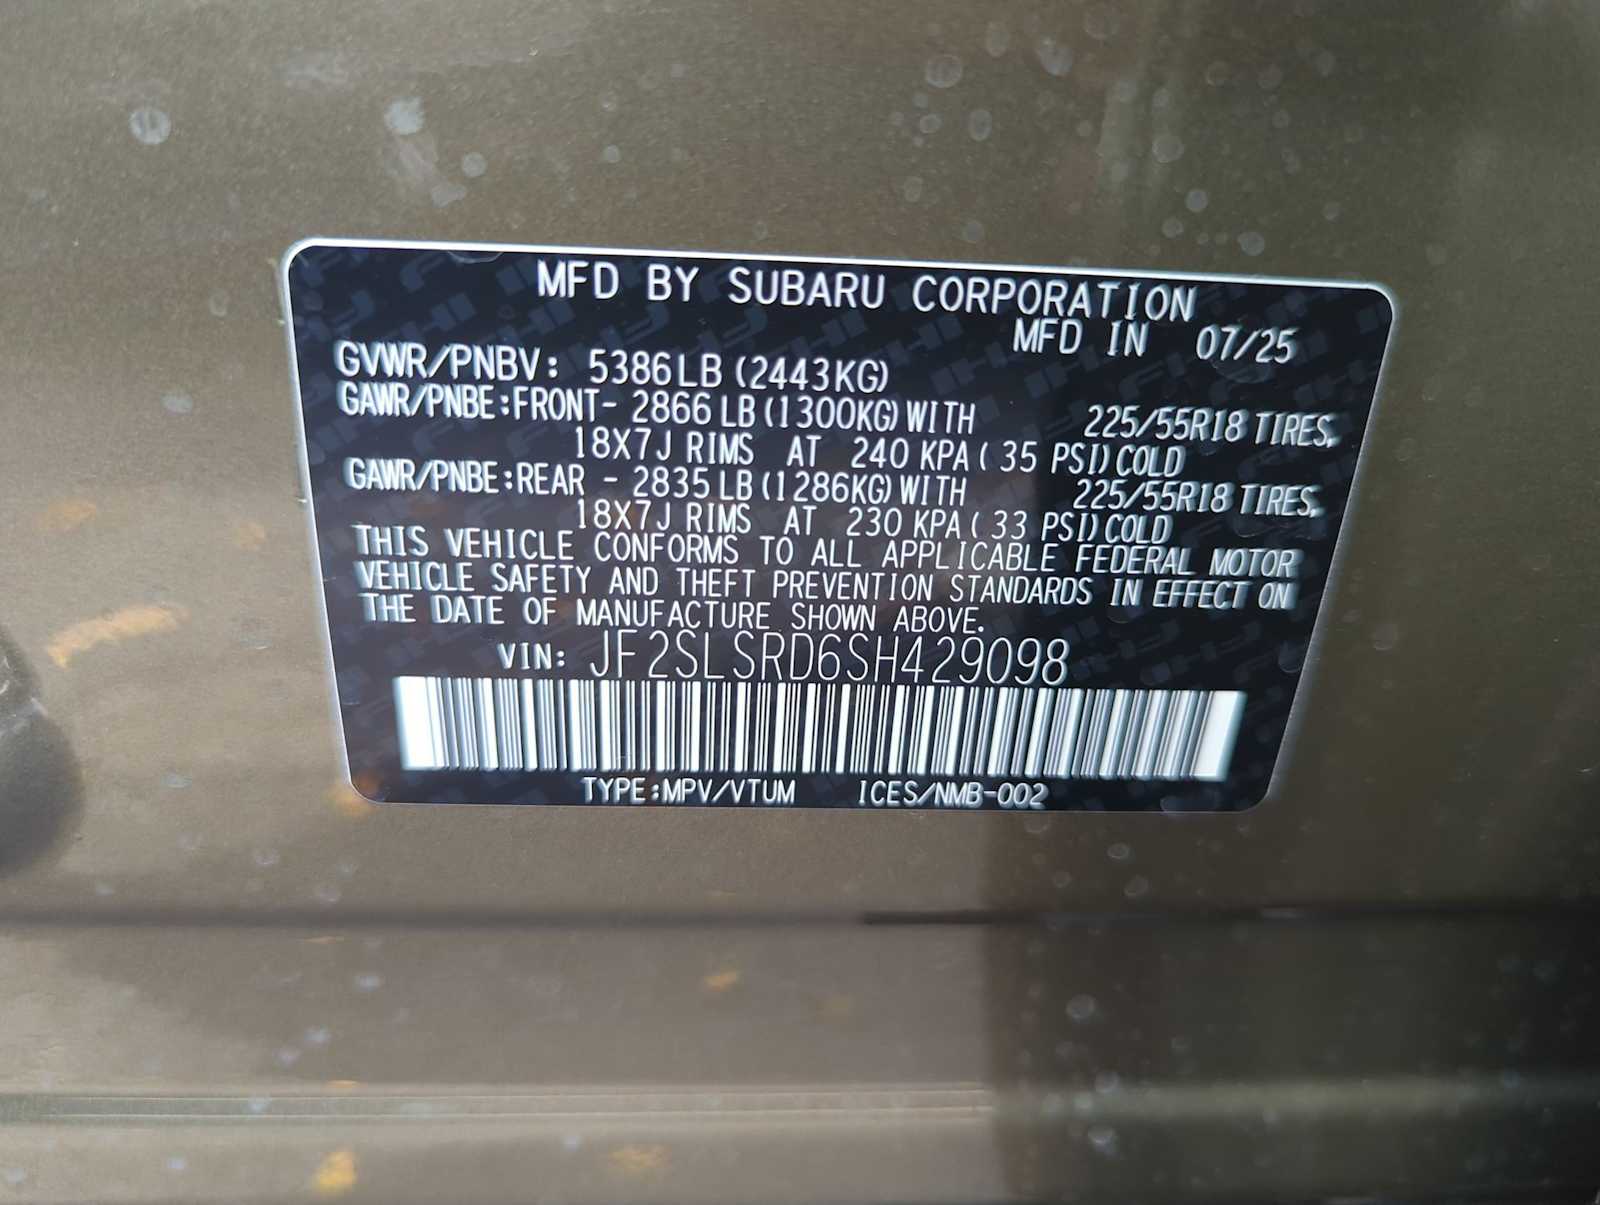 MFD BY SUBARU CORPORATION
MFD IN 07/25
GVWR/PNBV: 5386LB (2443KG)
GAWR/PNBE:FRONT- 2866 LB (1300KG) WITH 225/55R18 TIRES,
18X7J RIMS AT 240 KPA ( 35 PSI) COLD
GAWR/PNBE:REAR - 2835 LB (1286KG) WITH 225/55R18 TIRES,
18X7J RIMS AT 230 KPA ( 33 PSI) COLD
THIS VEHICLE CONFORMS TO ALL APPLICABLE FEDERAL MOTOR
VEHICLE SAFETY AND THEFT PREVENTION STANDARDS IN EFFECT ON
THE DATE OF MANUFACTURE SHOWN ABOVE.
VIN: JF2SLSRD6SH429098
TYPE:MPV/VTUM ICES/NMB-002